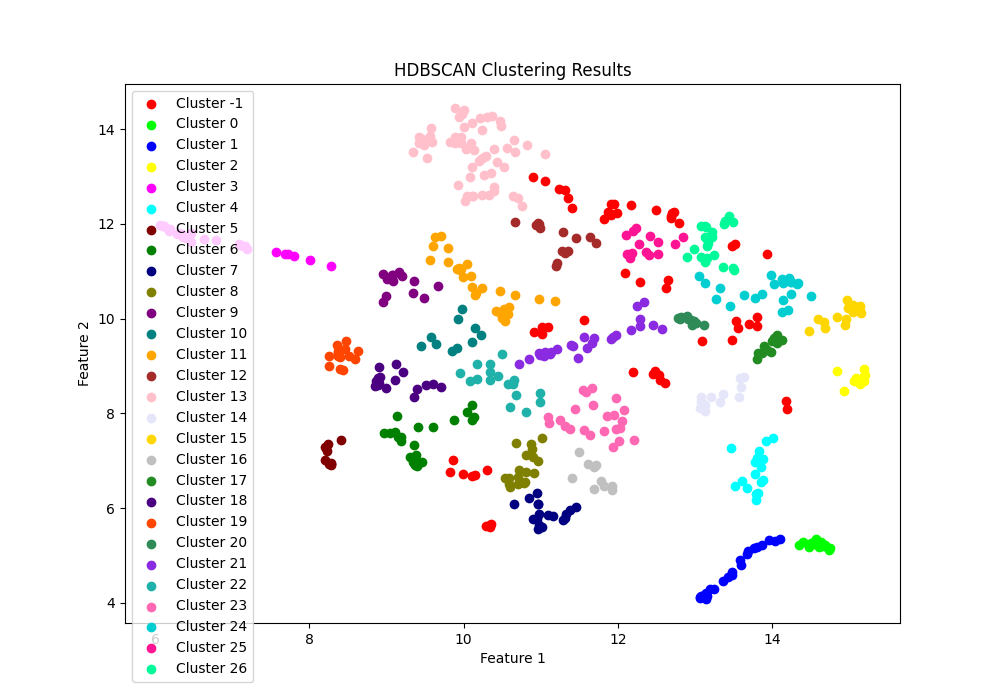 HDBSCAN Clustering Results
Cluster -1
Cluster 0
Cluster 1
Cluster 2
Cluster 3
Cluster 4
Cluster 5
Cluster 6
Cluster 7
Cluster 8
Cluster 9
Cluster 10
Cluster 11
Cluster 12
Cluster 13
Cluster 14
Cluster 15
Cluster 16
Cluster 17
Cluster 18
Cluster 19
Cluster 20
Cluster 21
Cluster 22
Cluster 23
Cluster 24
Cluster 25
Cluster 26
14
12
10
8
6
4
Feature 2
6 8 10 12 14
Feature 1